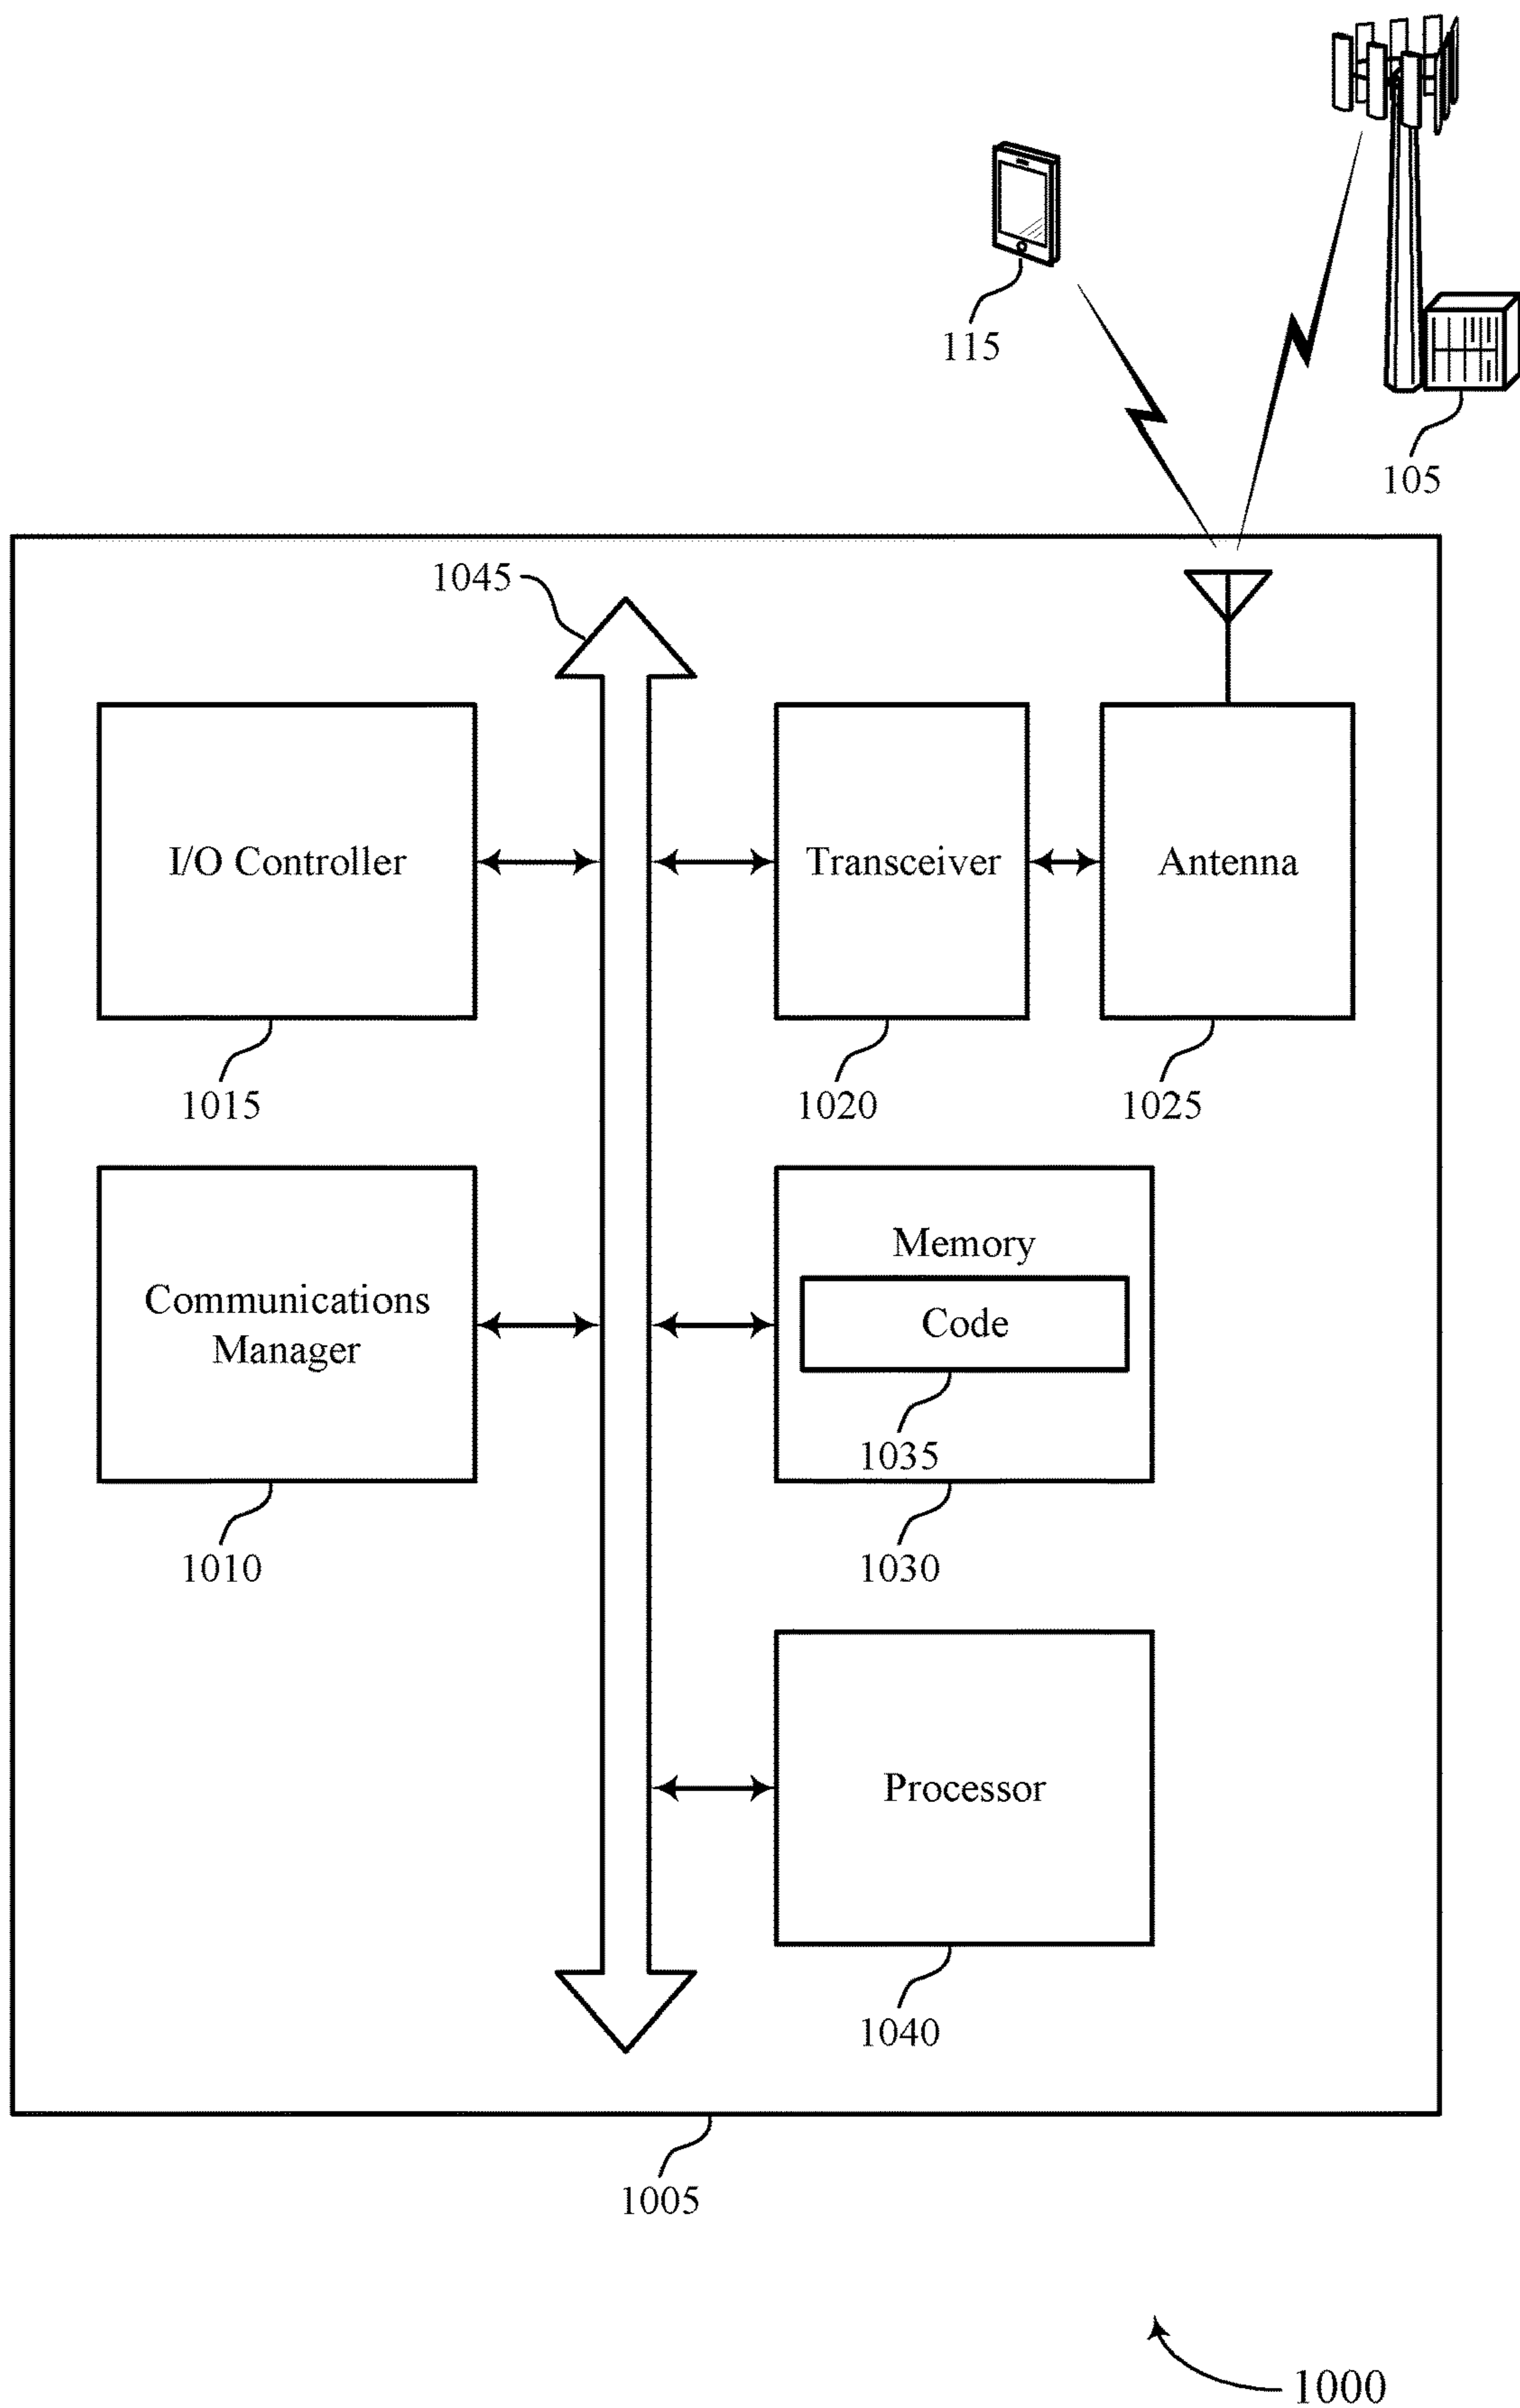 115
105
1045
I/O Controller
Transceiver
Antenna
1015
1020
1025
Communications
Manager
Memory
Code
1035
1010
1030
Processor
1040
1005
1000